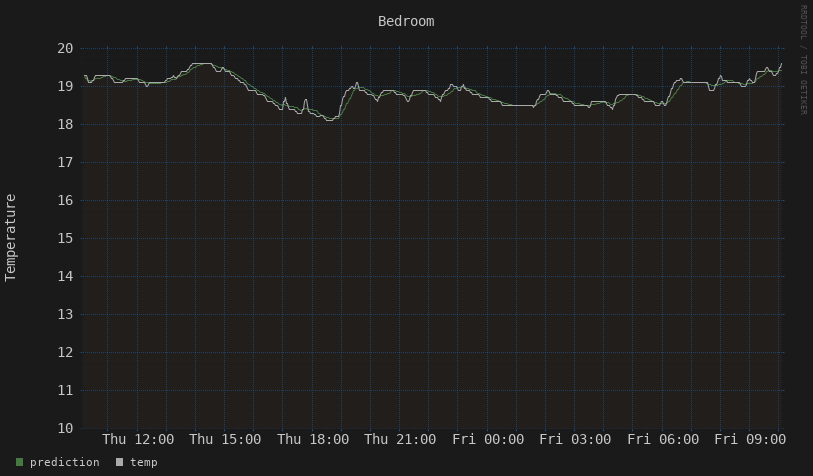 Bedroom
RRDTOOL / TOBI OETIKER
Temperature
20
19
18
17
16
15
14
13
12
11
10
Thu 12:00 Thu 15:00 Thu 18:00 Thu 21:00 Fri 00:00 Fri 03:00 Fri 06:00 Fri 09:00
prediction temp